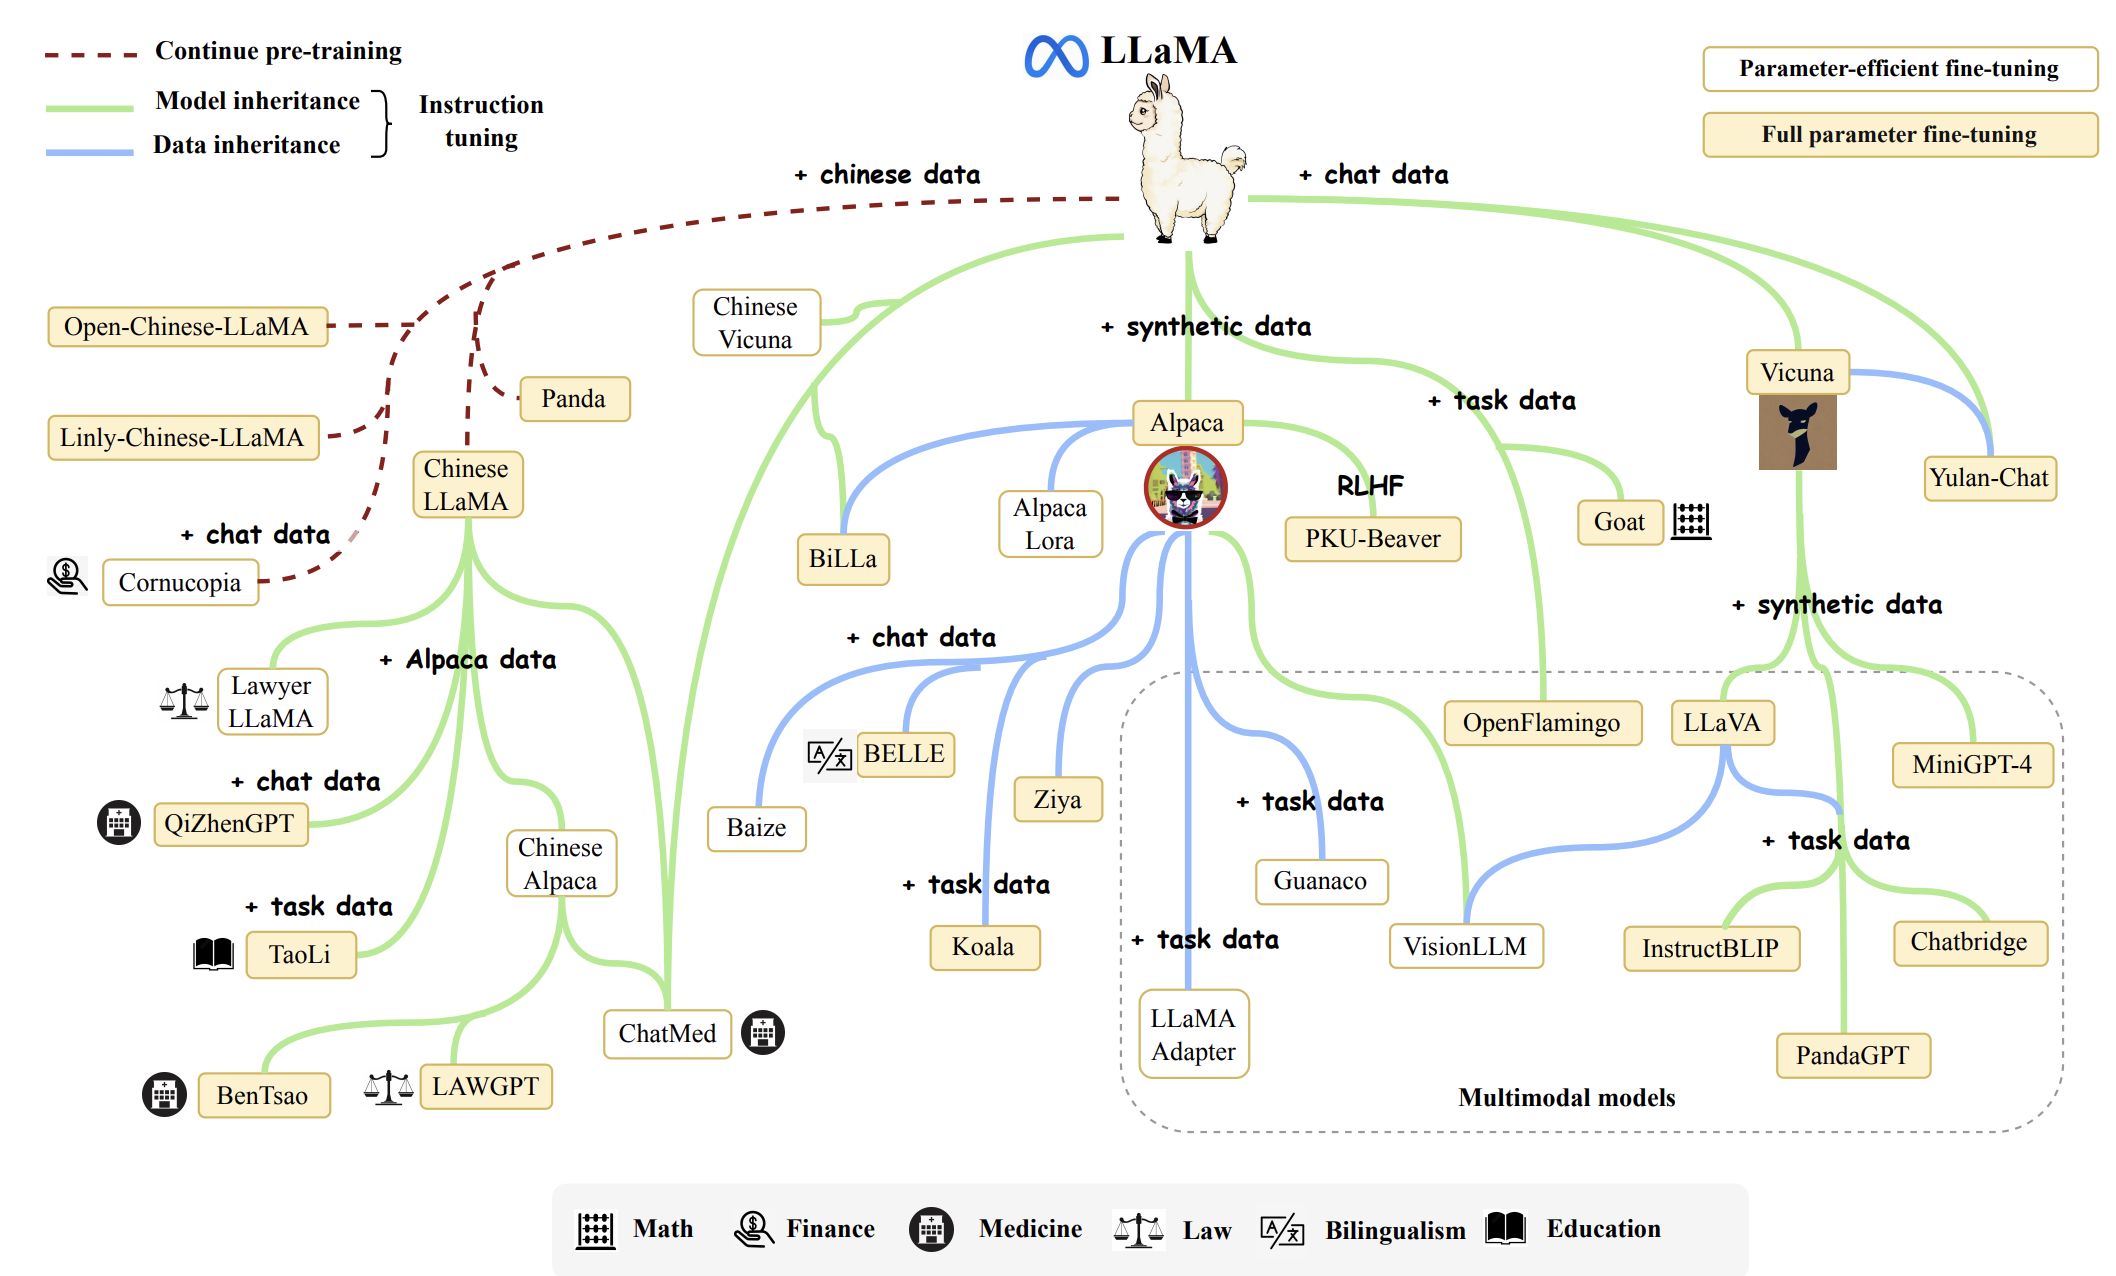 LLaMA
Continue pre-training
Model inheritance
Data inheritance
Instruction
tuning
Parameter-efficient fine-tuning
Full parameter fine-tuning
+ chinese data
+ chat data
Open-Chinese-LLaMA
Linly-Chinese-LLaMA
Panda
Chinese
LLaMA
+ chat data
Cornucopia
Chinese
Vicuna
+ synthetic data
+ task data
Vicuna
Alpaca
Yulan-Chat
Alpaca
Lora
RLHF
PKU-Beaver
Goat
BiLLa
+ synthetic data
+ chat data
+ Alpaca data
Lawyer
LLaMA
+ chat data
QiZhenGPT
Chinese
Alpaca
+ task data
TaoLi
ChatMed
BenTsao
LAWGPT
BELLE
Ziya
Baize
+ task data
Koala
+ task data
Guanaco
+ task data
LLaMA
Adapter
OpenFlamingo
LLaVA
MiniGPT-4
+ task data
VisionLLM
InstructBLIP
Chatbridge
PandaGPT
Multimodal models
Math
Finance
Medicine
Law
Bilingualism
Education